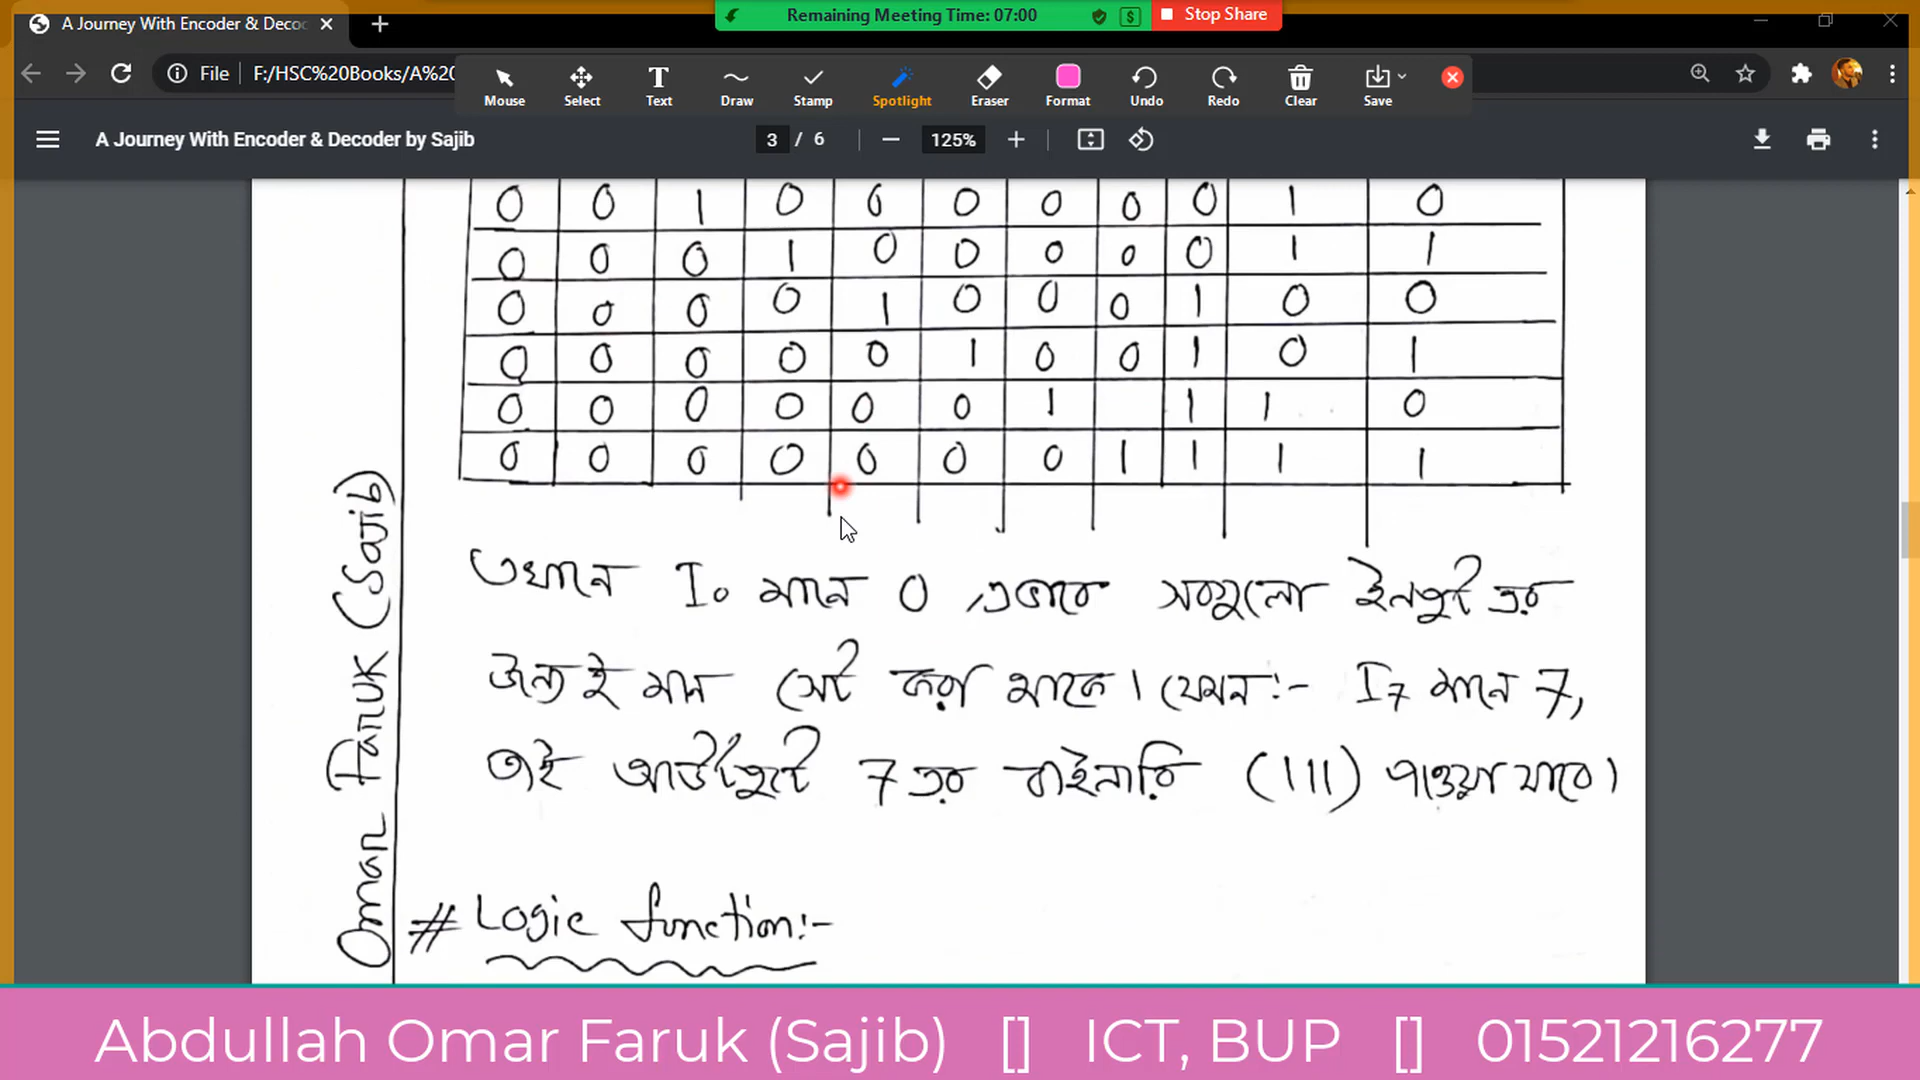 A Journey With Encoder & Deco
Remaining Meeting Time: 07:00
Stop Share
File F:/HSC%20Books/A%20
Mouse Select Text Draw Stamp Spotlight Eraser Format Undo Redo Clear Save
A Journey With Encoder & Decoder by Sajib
3 / 6
125%
0 0 1 0 0 0 0 0 0 1 0
0 0 0 1 0 0 0 0 0 1 1
0 0 0 0 1 0 0 0 1 0 0
0 0 0 0 0 1 0 0 1 0 1
0 0 0 0 0 0 1 1 1 0
0 0 0 0 0 0 0 1 1 1 1
এখানে I₀ মানে 0 এভাবে সবগুলো ইনপুট এর
জন্যই মান সেট করা থাকে। যেমন:- I₇ মানে 7,
তাই আউটপুটে 7 এর বাইনারি (111) পাওয়া যাবে।
# Logic function:-
Omar Faruk (Sajib)
Abdullah Omar Faruk (Sajib) [] ICT, BUP [] 01521216277